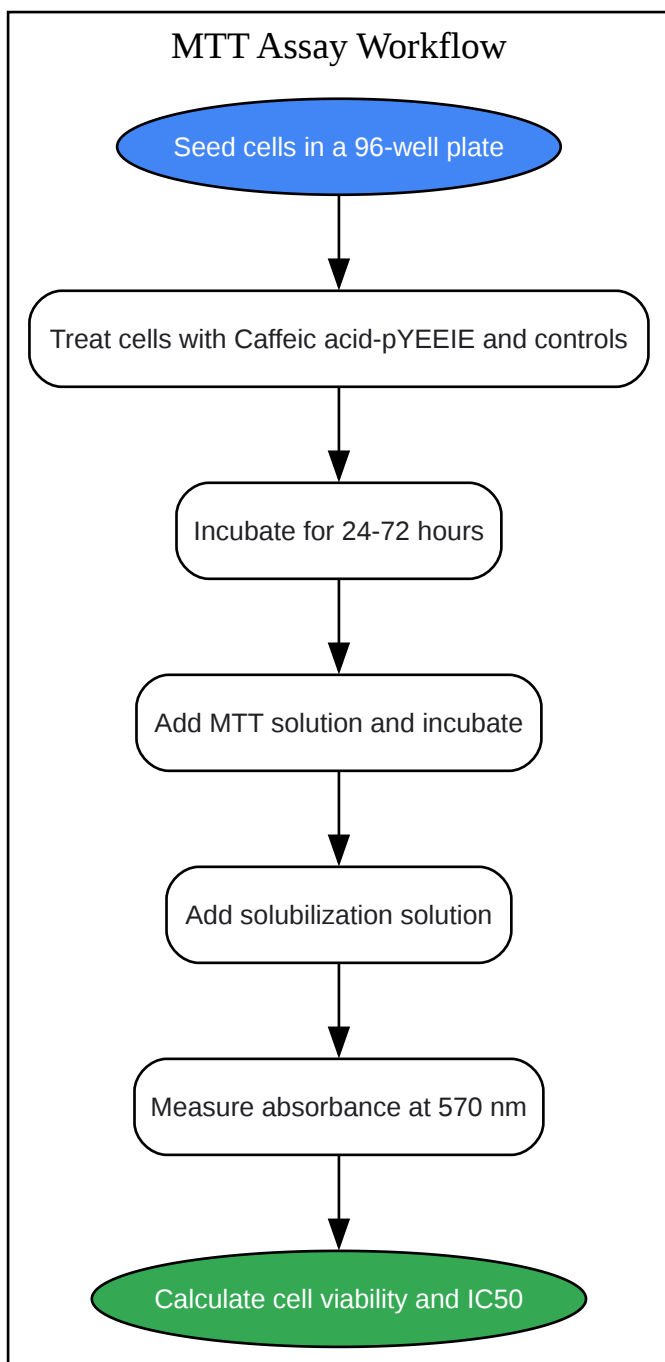 MTT Assay Workflow
Seed cells in a 96-well plate
Treat cells with Caffeic acid-pYEEIE and controls
Incubate for 24-72 hours
Add MTT solution and incubate
Add solubilization solution
Measure absorbance at 570 nm
Calculate cell viability and IC50